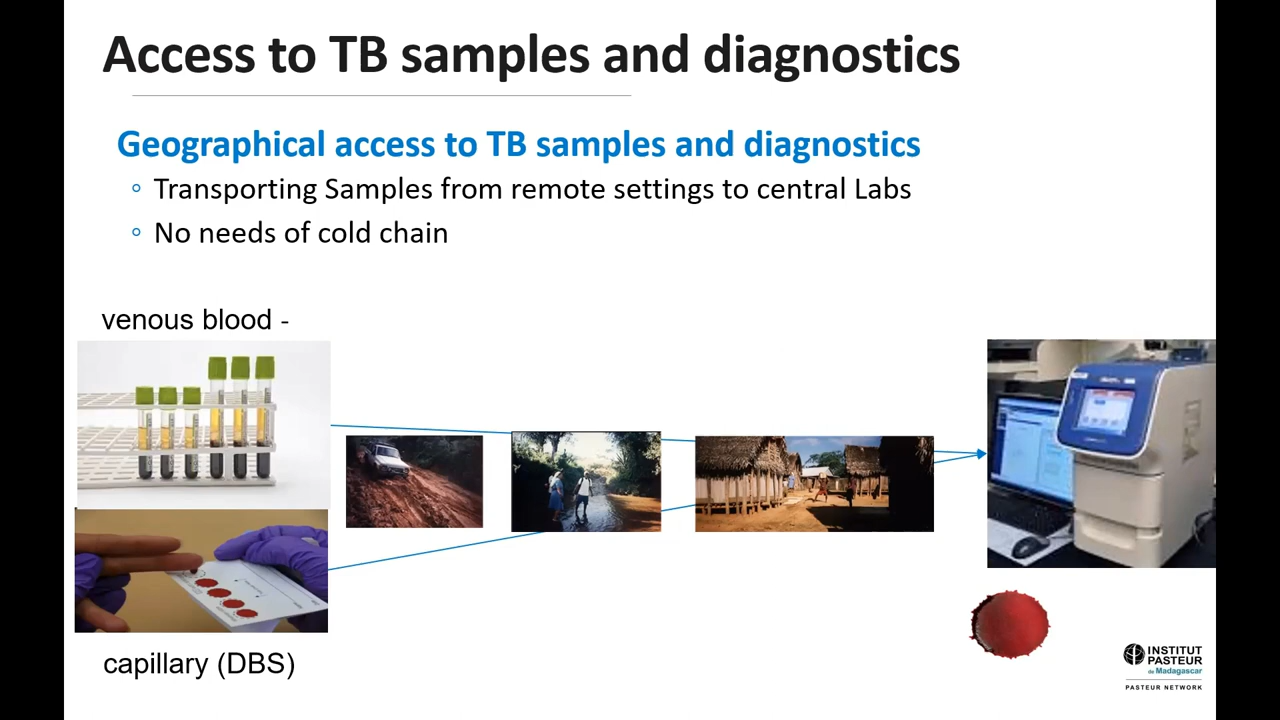 Access to TB samples and diagnostics
Geographical access to TB samples and diagnostics
Transporting Samples from remote settings to central Labs
No needs of cold chain
venous blood -
capillary (DBS)
INSTITUT
PASTEUR
de Madagascar
PASTEUR NETWORK